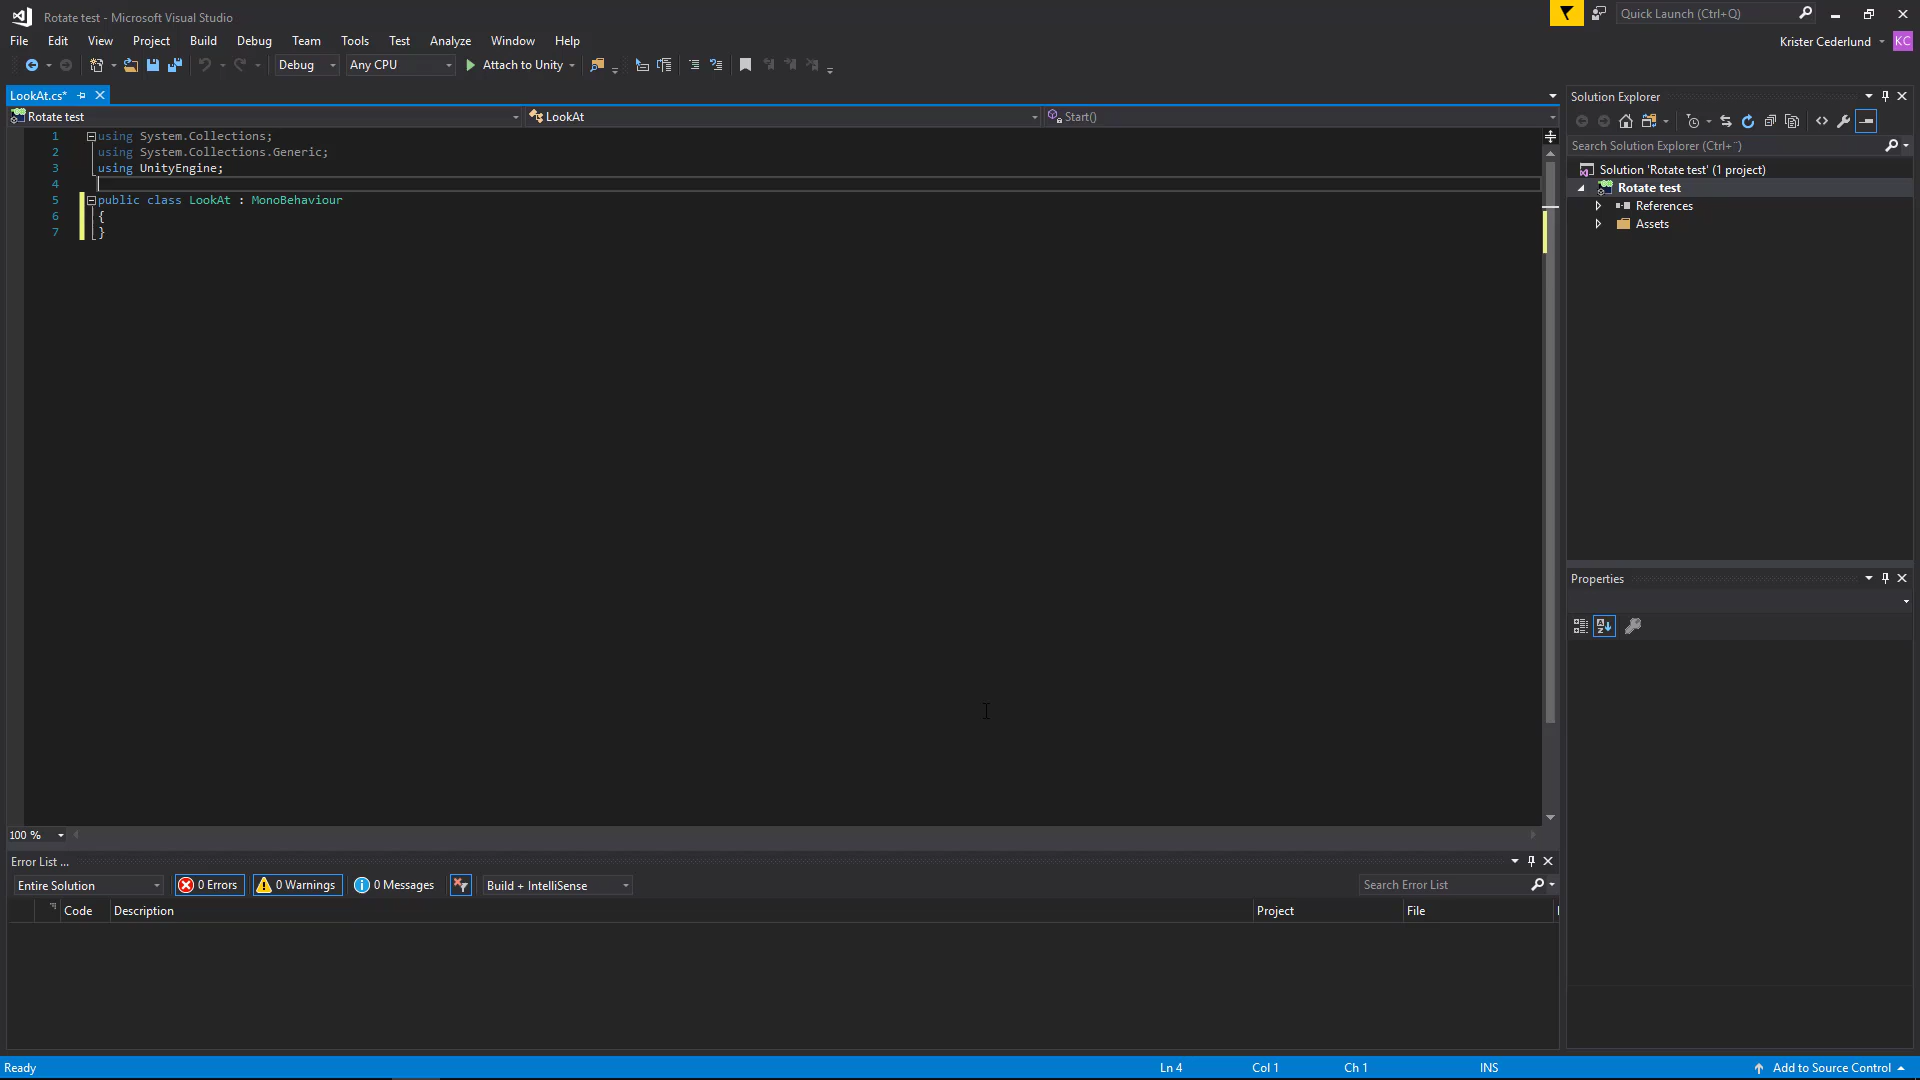 Rotate test - Microsoft Visual Studio
Quick Launch (Ctrl+Q)
File Edit View Project Build Debug Team Tools Test Analyze Window Help
Krister Cederlund KC
Debug Any CPU Attach to Unity
LookAt.cs*
Rotate test LookAt Start()
1 using System.Collections;
2 using System.Collections.Generic;
3 using UnityEngine;
4
5 public class LookAt : MonoBehaviour
6 {
7 }
100 %
Solution Explorer
Search Solution Explorer (Ctrl+¨)
Solution 'Rotate test' (1 project)
Rotate test
References
Assets
Properties
Error List ...
Entire Solution 0 Errors 0 Warnings 0 Messages Build + IntelliSense Search Error List
Code Description Project File
Ready Ln 4 Col 1 Ch 1 INS Add to Source Control